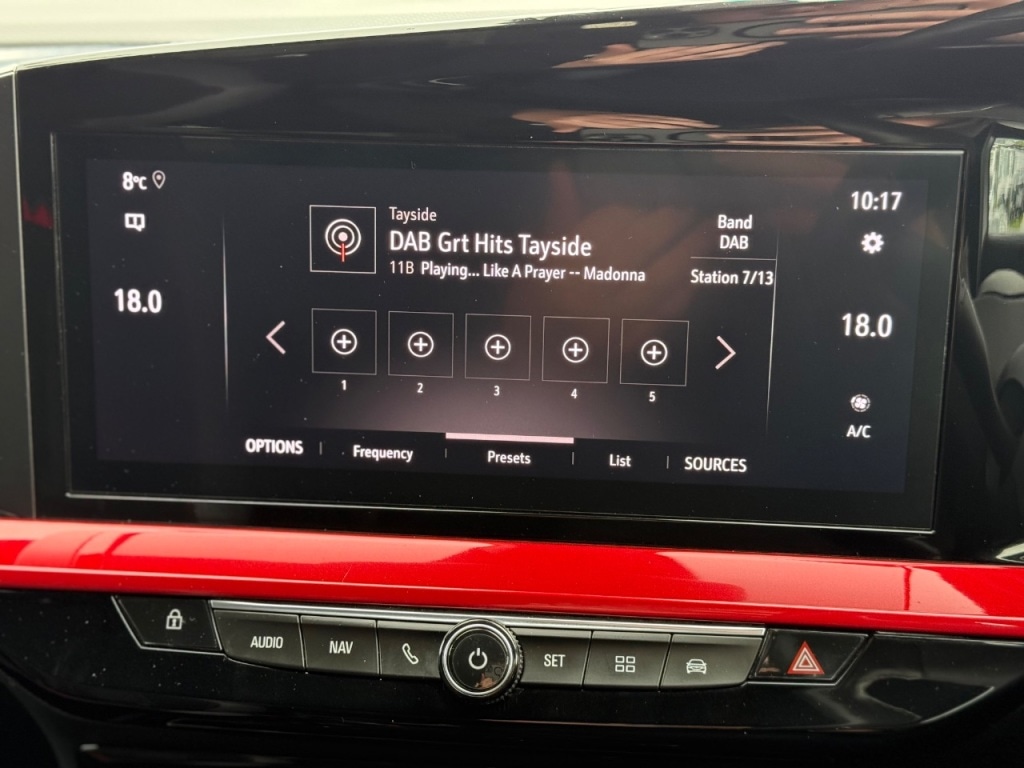 8°C
10:17
Tayside
DAB Grt Hits Tayside
11B Playing... Like A Prayer -- Madonna
Band
DAB
Station 7/13
18.0
18.0
1
2
3
4
5
A/C
OPTIONS
Frequency
Presets
List
SOURCES
AUDIO
NAV
SET